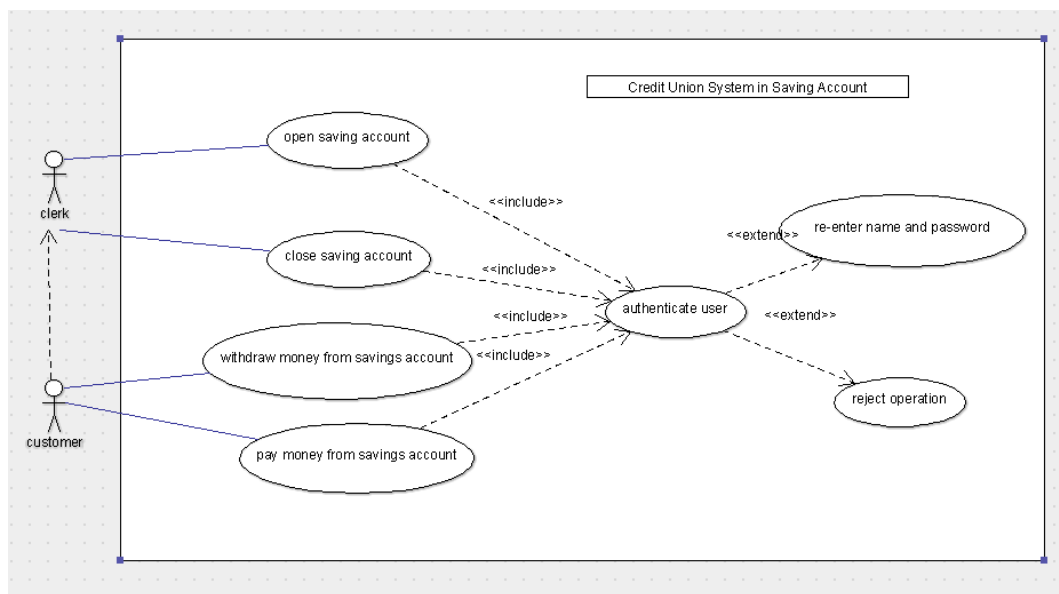 Credit Union System in Saving Account
open saving account
<<include>>
clerk
re-enter name and password
<<extend>>
close saving account
<<include>>
authenticate user
<<include>>
<<extend>>
withdraw money from savings account
<<include>>
reject operation
customer
pay money from savings account